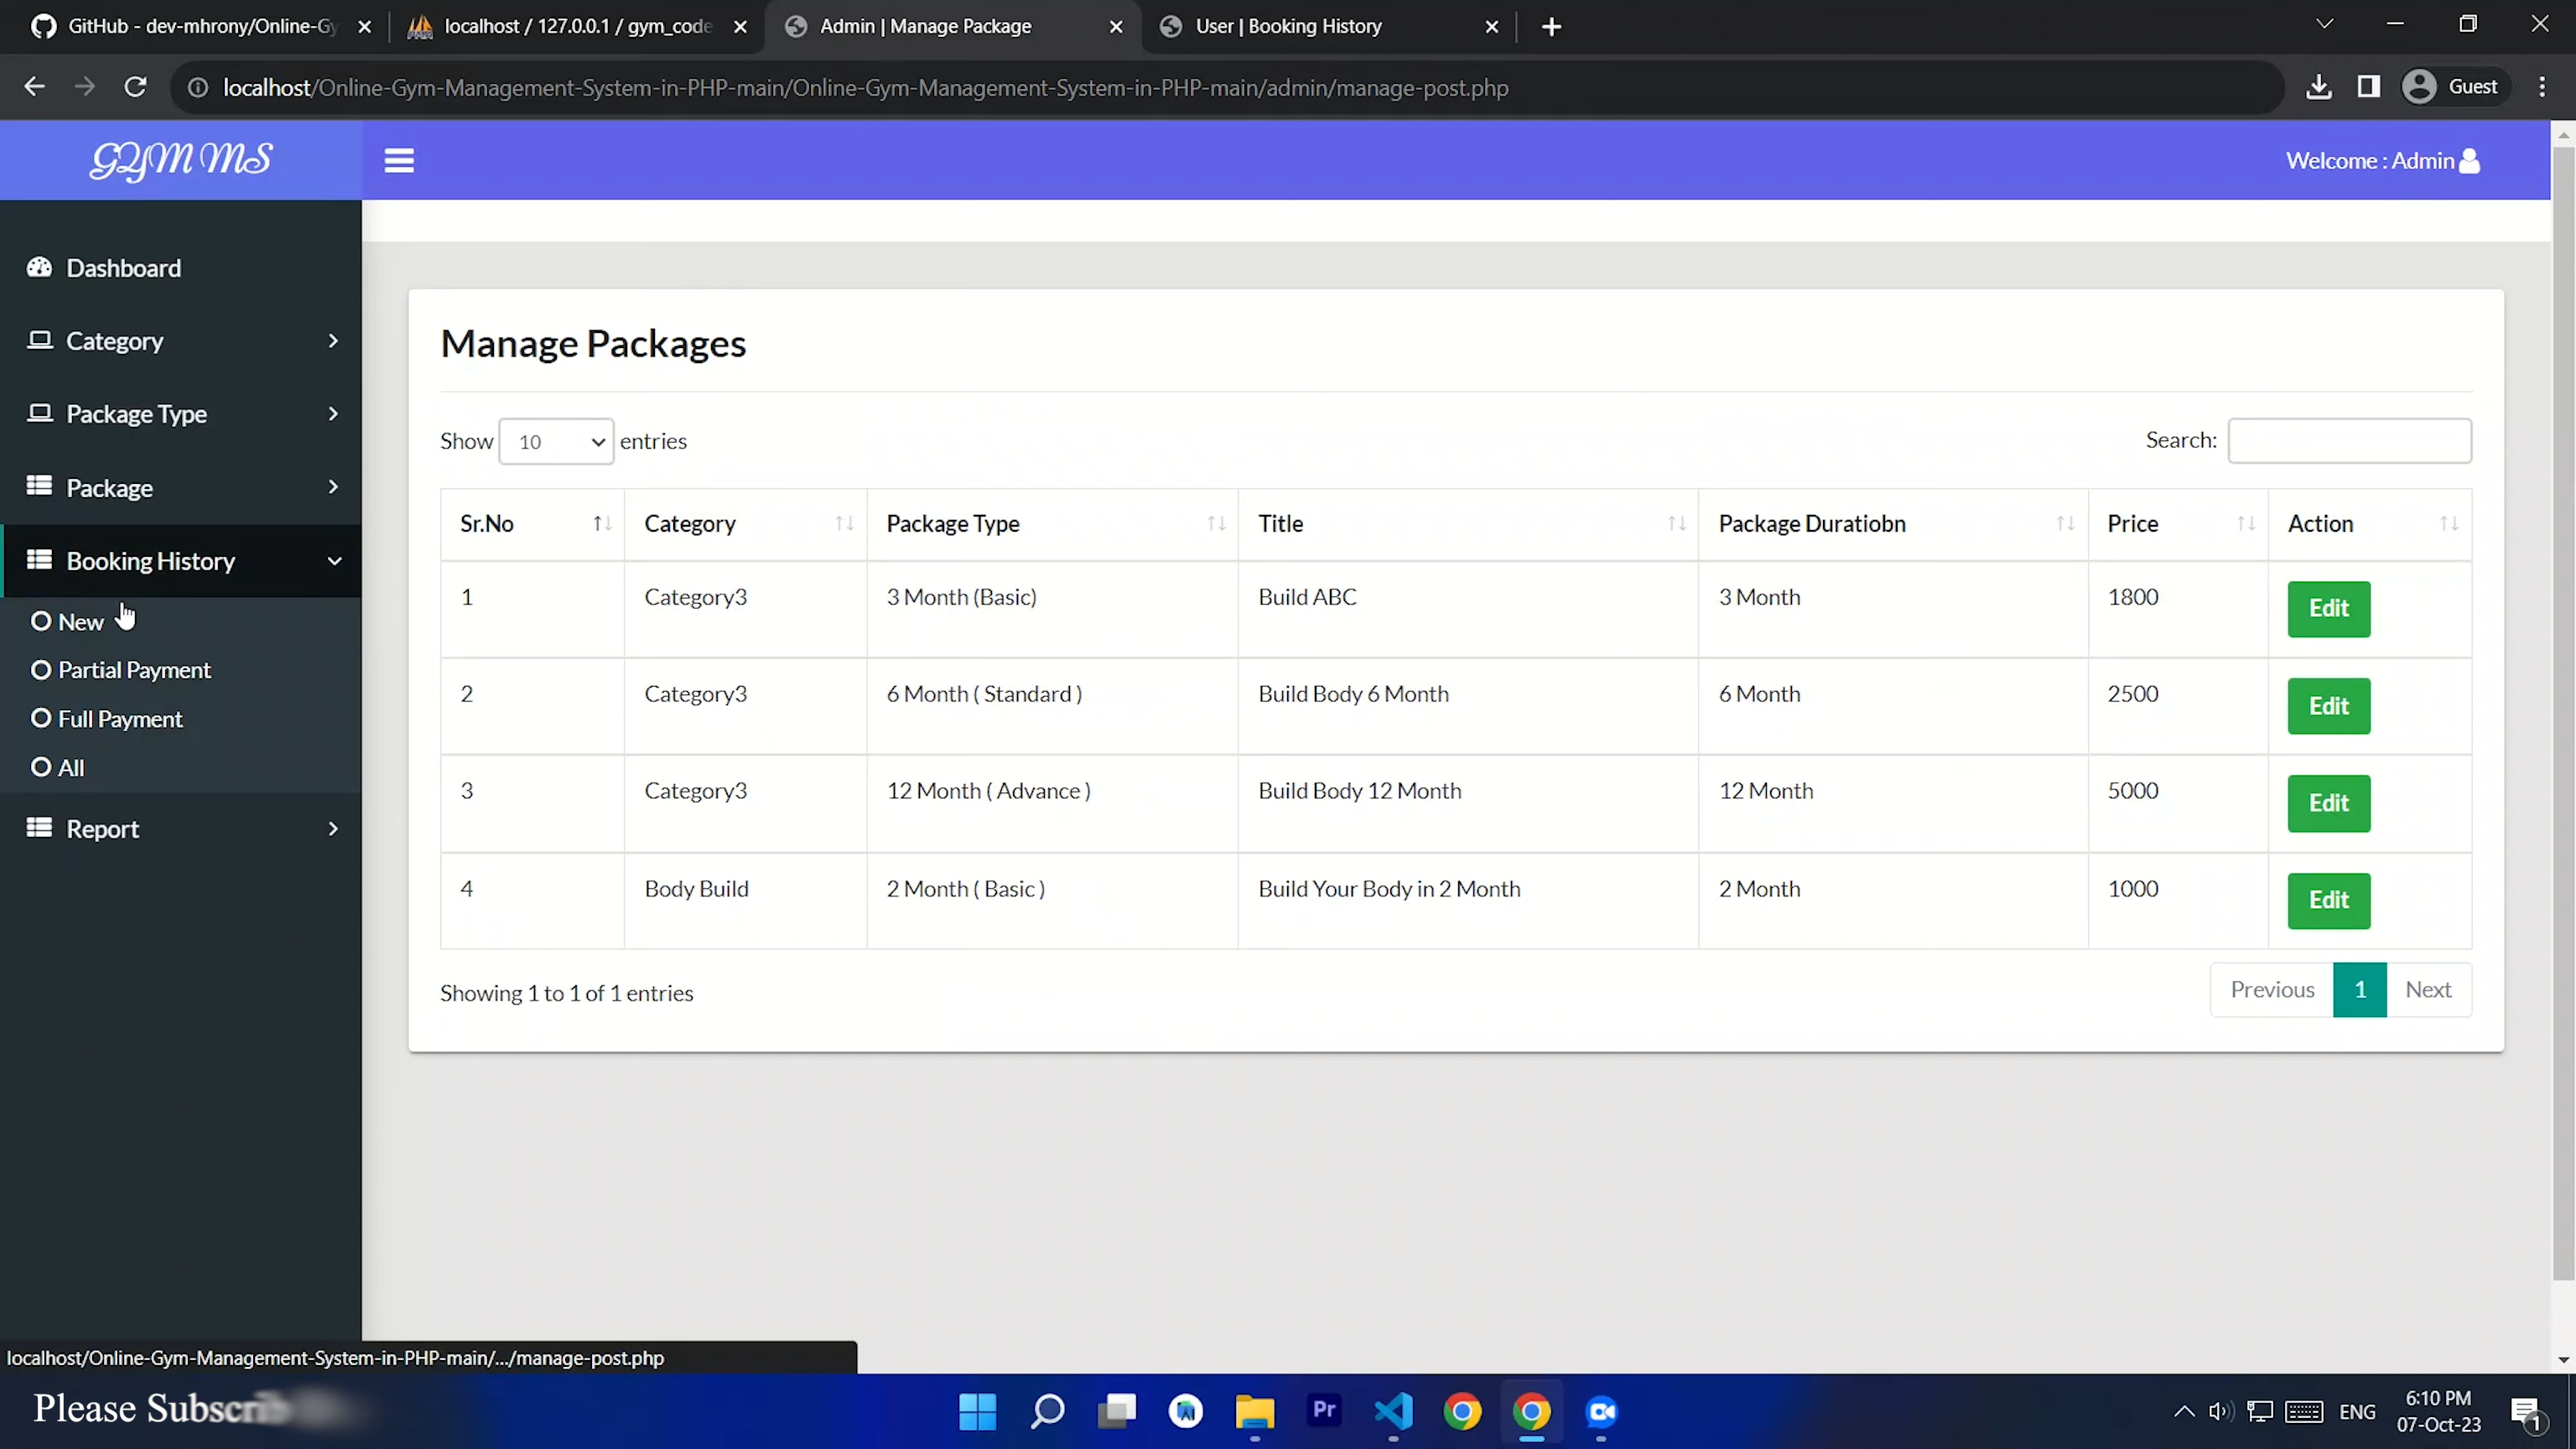 GitHub - dev-mhrony/Online-Gy
localhost / 127.0.0.1 / gym_code
Admin | Manage Package
User | Booking History
localhost/Online-Gym-Management-System-in-PHP-main/Online-Gym-Management-System-in-PHP-main/admin/manage-post.php
Guest
GYM MS
Welcome : Admin
Dashboard
Category
Package Type
Package
Booking History
New
Partial Payment
Full Payment
All
Report
Manage Packages
Show 10 entries
Search:
Sr.No Category Package Type Title Package Duratiobn Price Action
1 Category3 3 Month (Basic) Build ABC 3 Month 1800 Edit
2 Category3 6 Month ( Standard ) Build Body 6 Month 6 Month 2500 Edit
3 Category3 12 Month ( Advance ) Build Body 12 Month 12 Month 5000 Edit
4 Body Build 2 Month ( Basic ) Build Your Body in 2 Month 2 Month 1000 Edit
Showing 1 to 1 of 1 entries
Previous 1 Next
localhost/Online-Gym-Management-System-in-PHP-main/.../manage-post.php
Please
Pr
ENG
6:10 PM
07-Oct-23
1